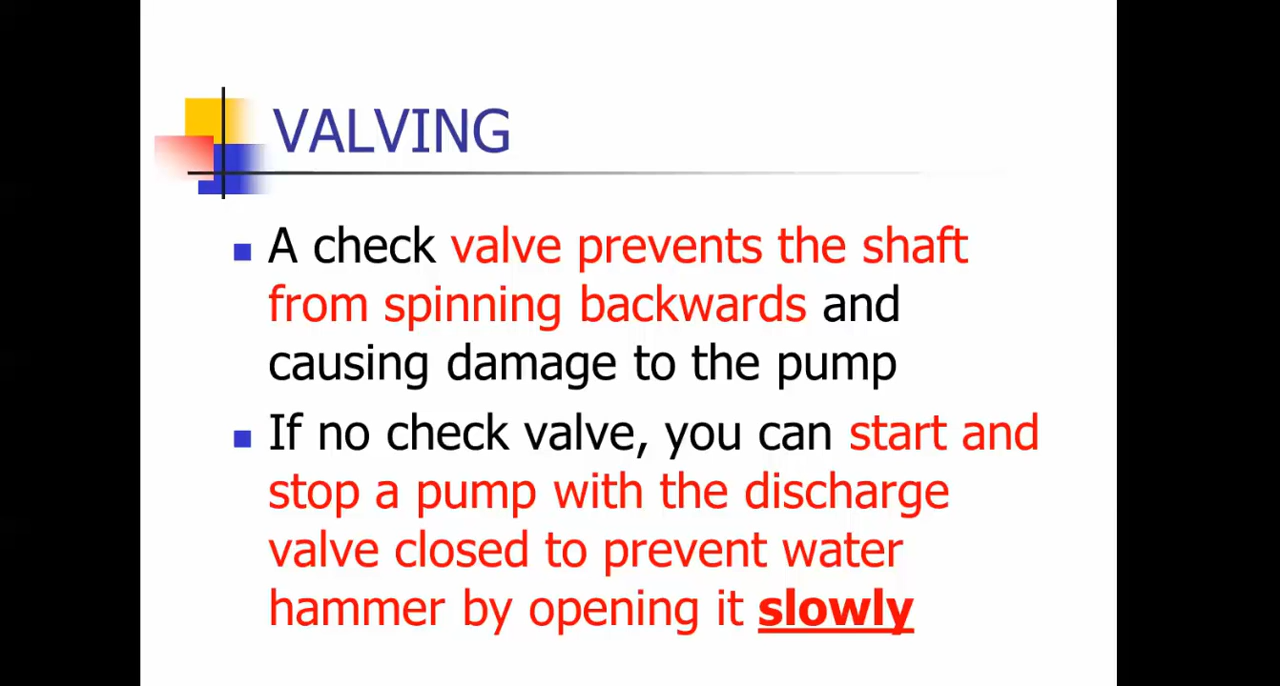 VALVING
A check valve prevents the shaft
from spinning backwards and
causing damage to the pump
If no check valve, you can start and
stop a pump with the discharge
valve closed to prevent water
hammer by opening it slowly